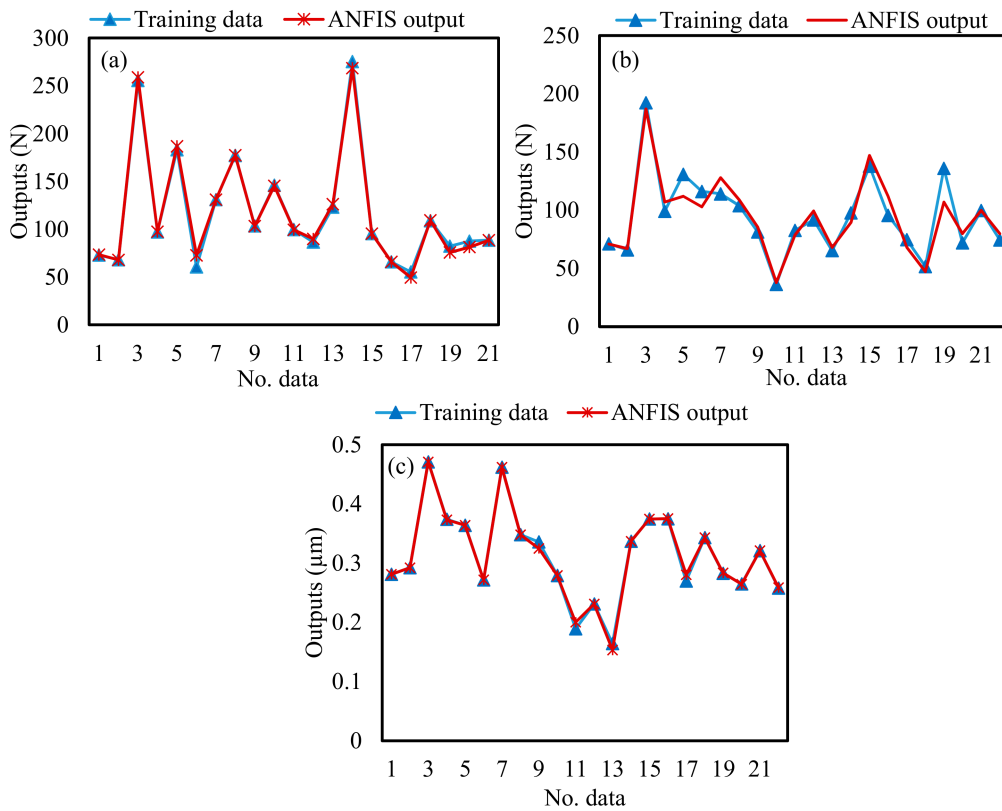 Training data ANFIS output
(a)
Outputs (N)
300
250
200
150
100
50
0
1 3 5 7 9 11 13 15 17 19 21
No. data
Training data ANFIS output
(b)
Outputs (N)
250
200
150
100
50
0
1 3 5 7 9 11 13 15 17 19 21
No. data
Training data ANFIS output
(c)
Outputs (μm)
0.5
0.4
0.3
0.2
0.1
0
1 3 5 7 9 11 13 15 17 19 21
No. data